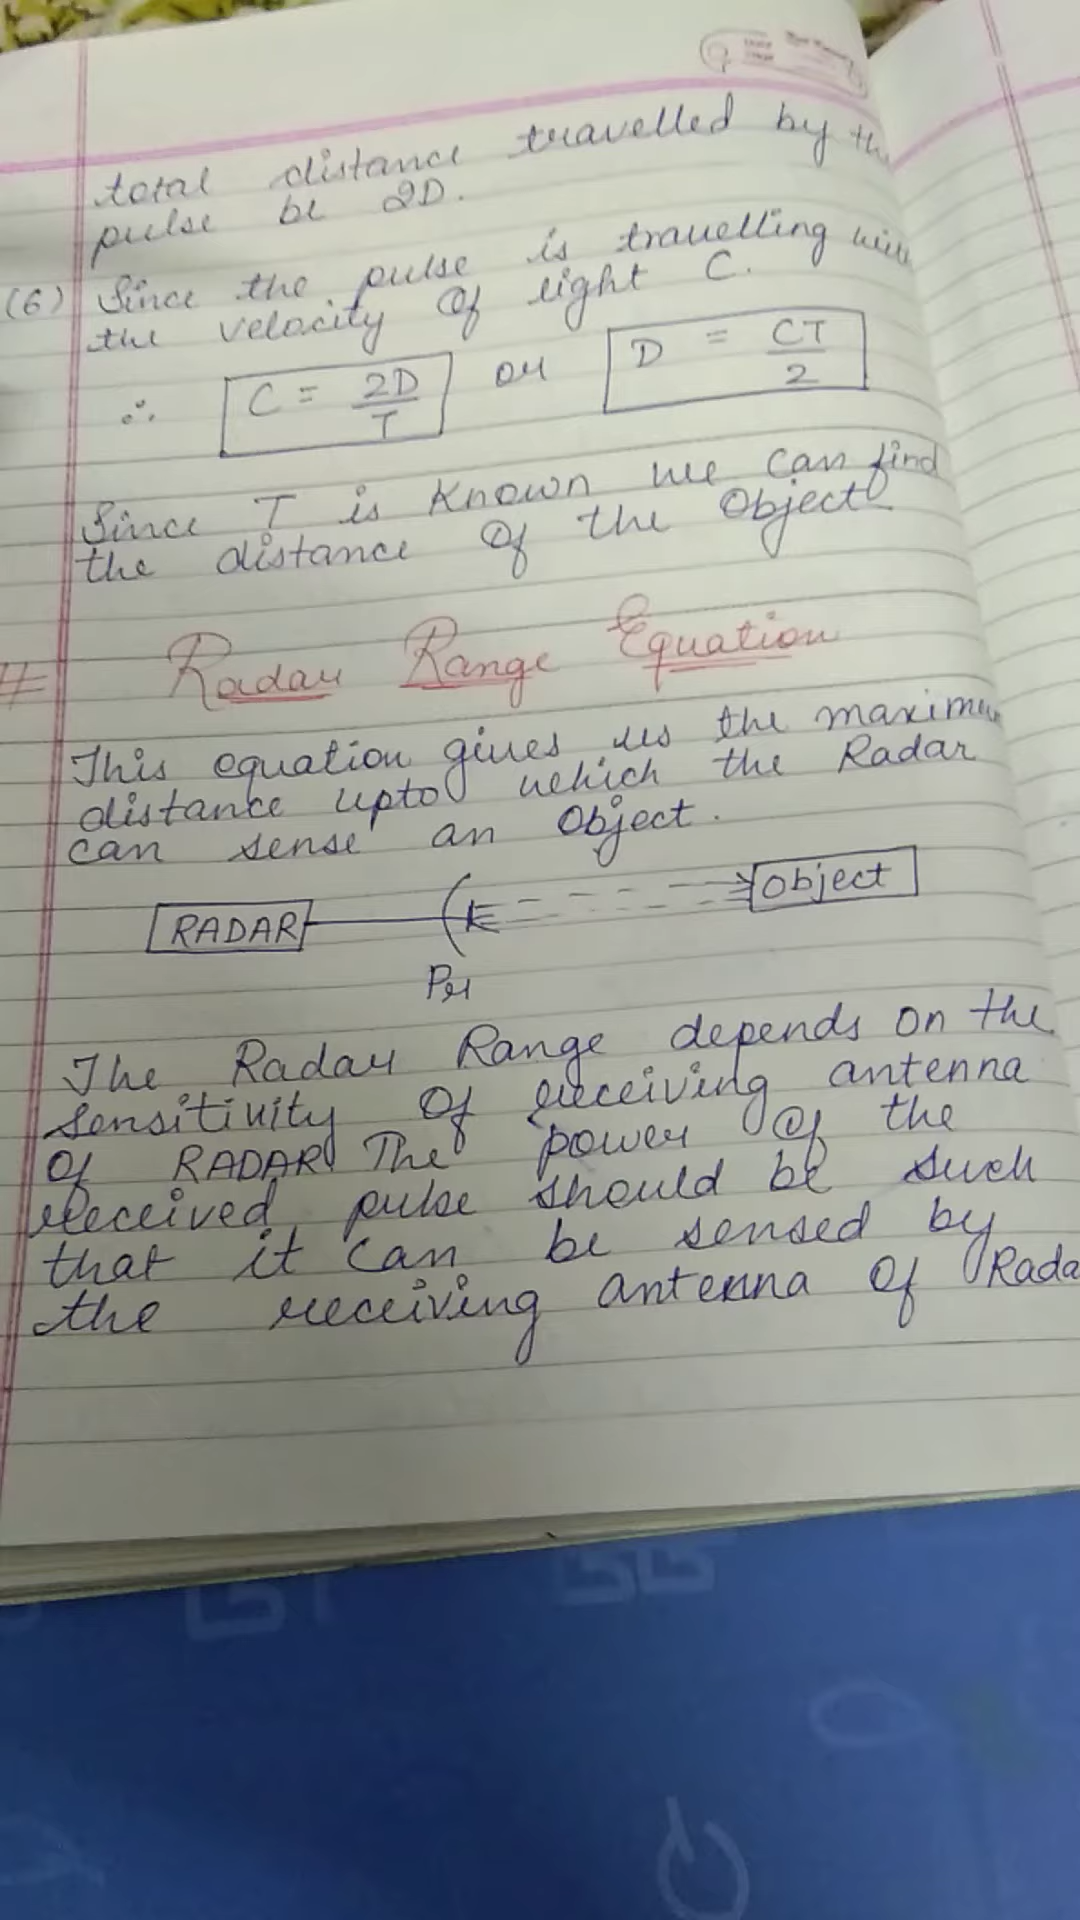 total distance travelled by the
pulse be 2D.
(6) Since the pulse is travelling with
the velocity of light C.
∴ C = 2D/T or D = CT/2
Since T is known we can find
the distance of the object
# Radar Range Equation
This equation gives us the maximum
distance upto which the Radar
can sense an object.
RADAR Object
Pr
The Radar Range depends on the
sensitivity of receiving antenna
of RADAR The power of the
received pulse should be such
that it can be sensed by
the receiving antenna of Rada